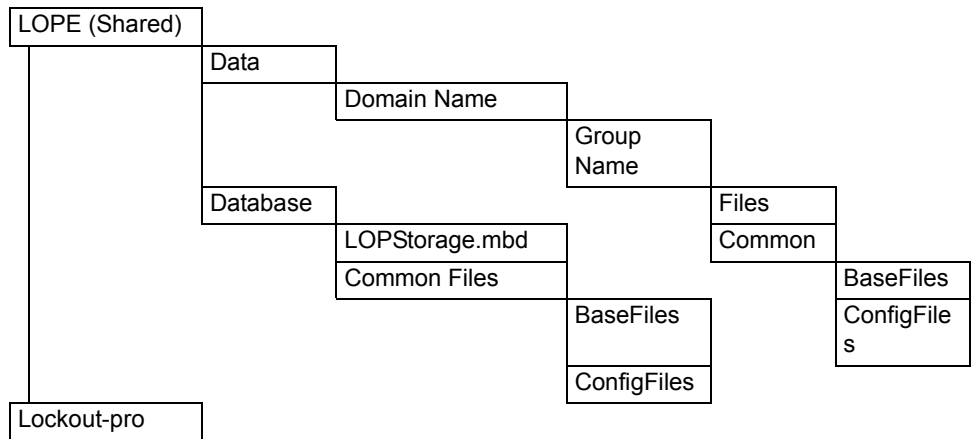 LOPE (Shared)
Data
Domain Name
Group
Name
Database
Files
LOPStorage.mbd
Common
Common Files
BaseFiles
BaseFiles
ConfigFile
s
ConfigFiles
Lockout-pro